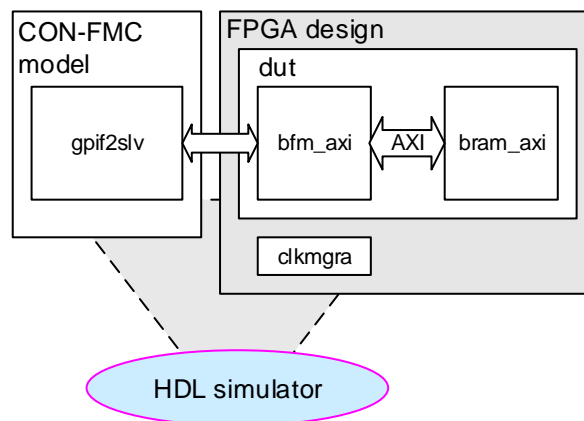 CON-FMC
model
FPGA design
dut
gpif2slv
bfm_axi
AXI
bram_axi
clkmgra
HDL simulator